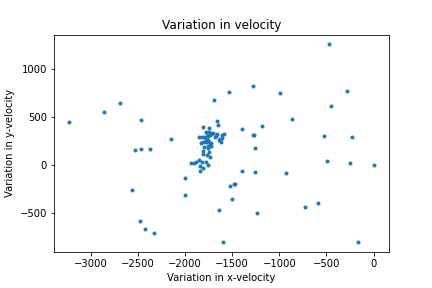 Variation in velocity
Variation in y-velocity
1000
500
0
−500
−3000 −2500 −2000 −1500 −1000 −500 0
Variation in x-velocity